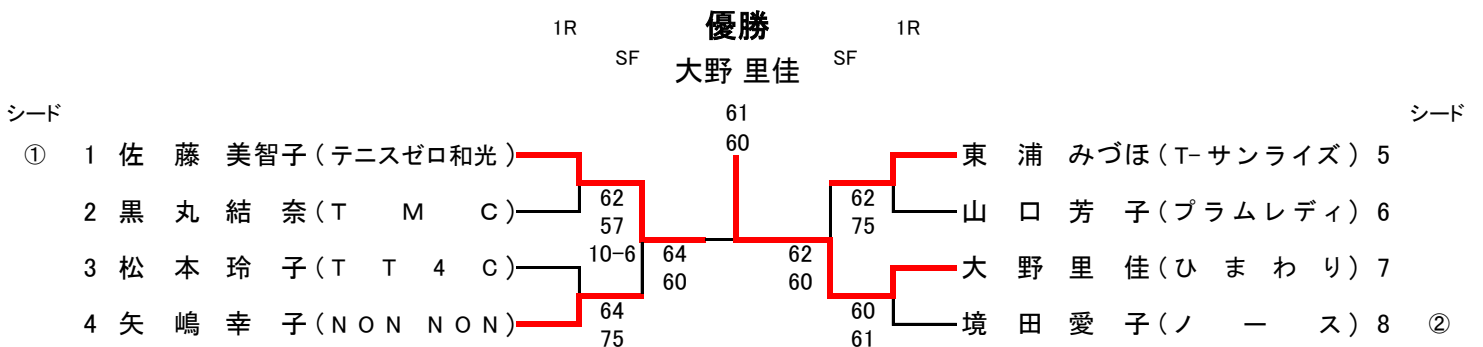 1R 優勝 1R
SF 大野 里佳 SF
シード 61 シード
60
① 1 佐藤 美智子(テニスゼロ和光) 東浦 みづほ(T-サンライズ) 5
2 黒丸 結奈(TMC) 62 62 山口 芳子(プラムレディ) 6
57 75
10-6 64 62
3 松本 玲子(TT4C) 60 60 大野 里佳(ひまわり) 7
64 60
4 矢嶋 幸子(NON NON) 75 61 境田 愛子(ノース) 8 ②